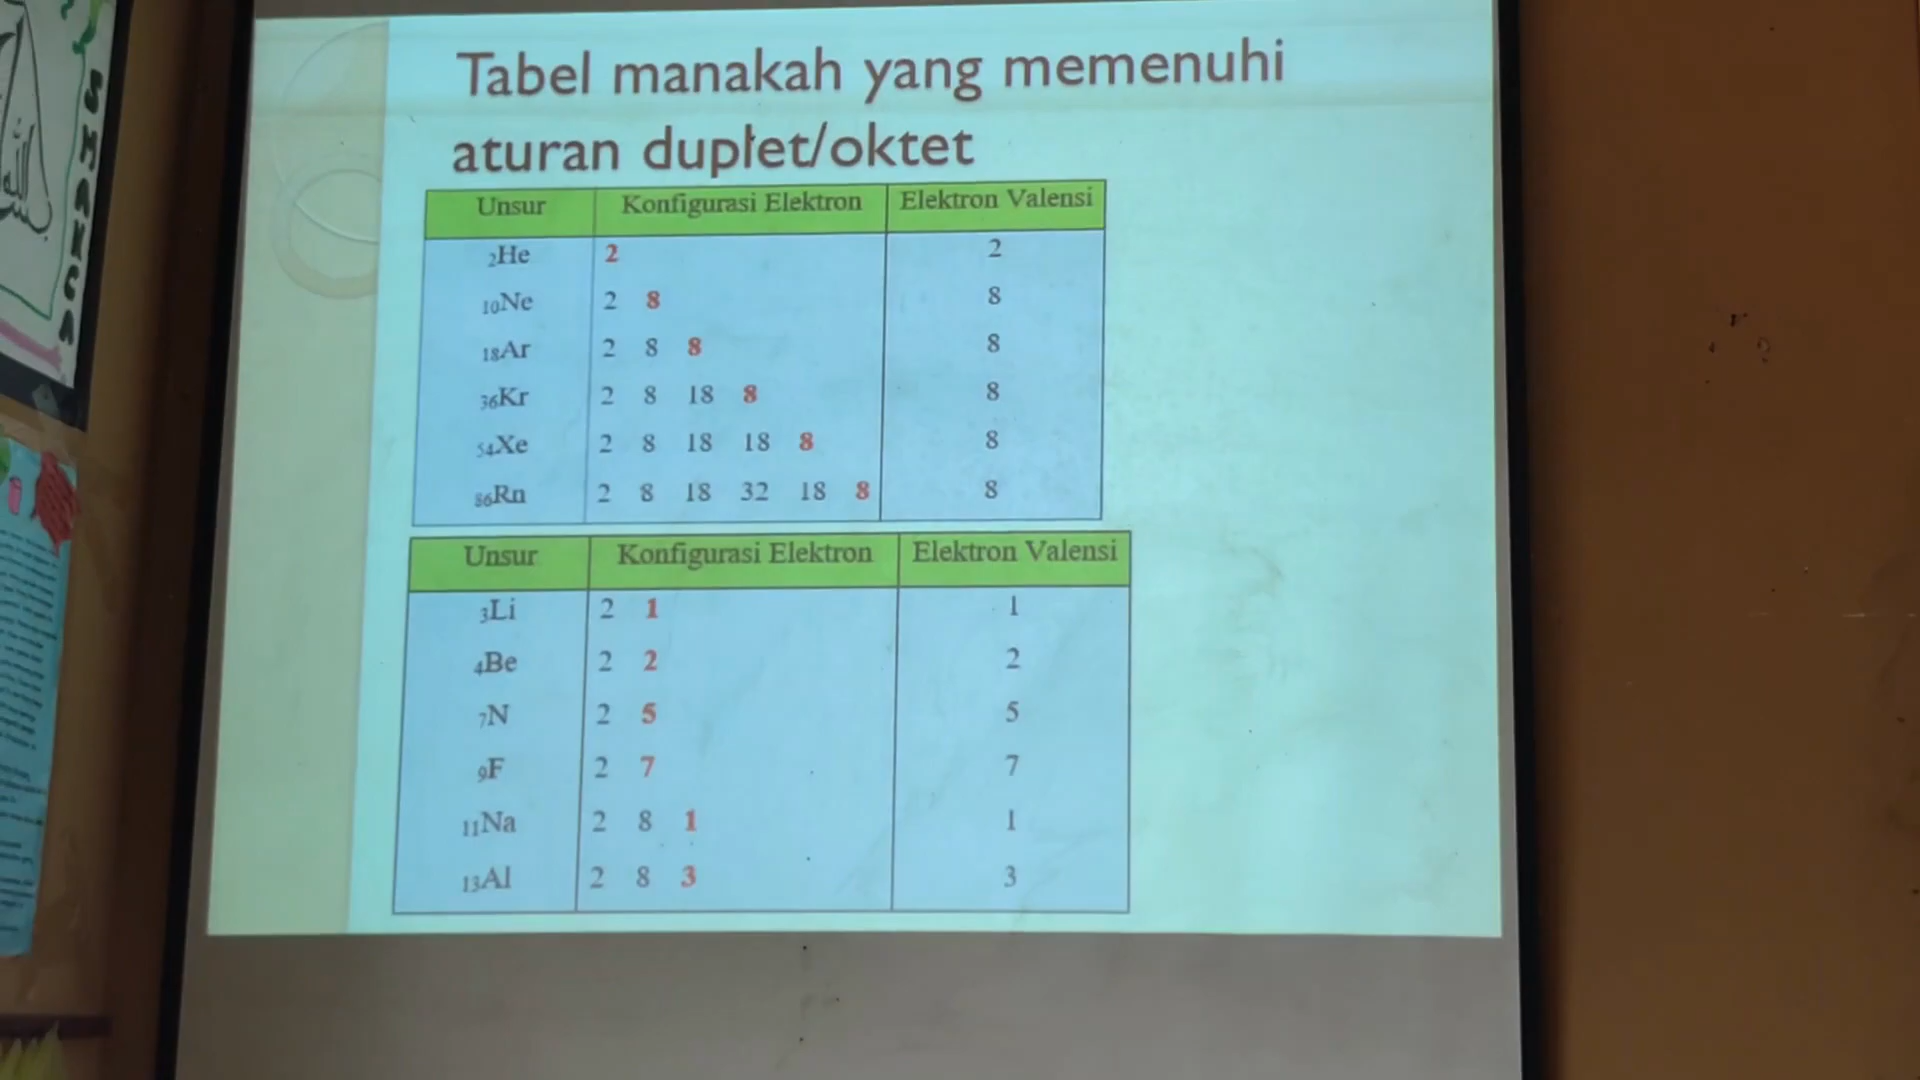 Tabel manakah yang memenuhi
aturan duplet/oktet
Unsur Konfigurasi Elektron Elektron Valensi
2He 2 2
10Ne 2 8 8
18Ar 2 8 8 8
36Kr 2 8 18 8 8
54Xe 2 8 18 18 8 8
86Rn 2 8 18 32 18 8 8
Unsur Konfigurasi Elektron Elektron Valensi
3Li 2 1 1
4Be 2 2 2
7N 2 5 5
9F 2 7 7
11Na 2 8 1 1
13Al 2 8 3 3